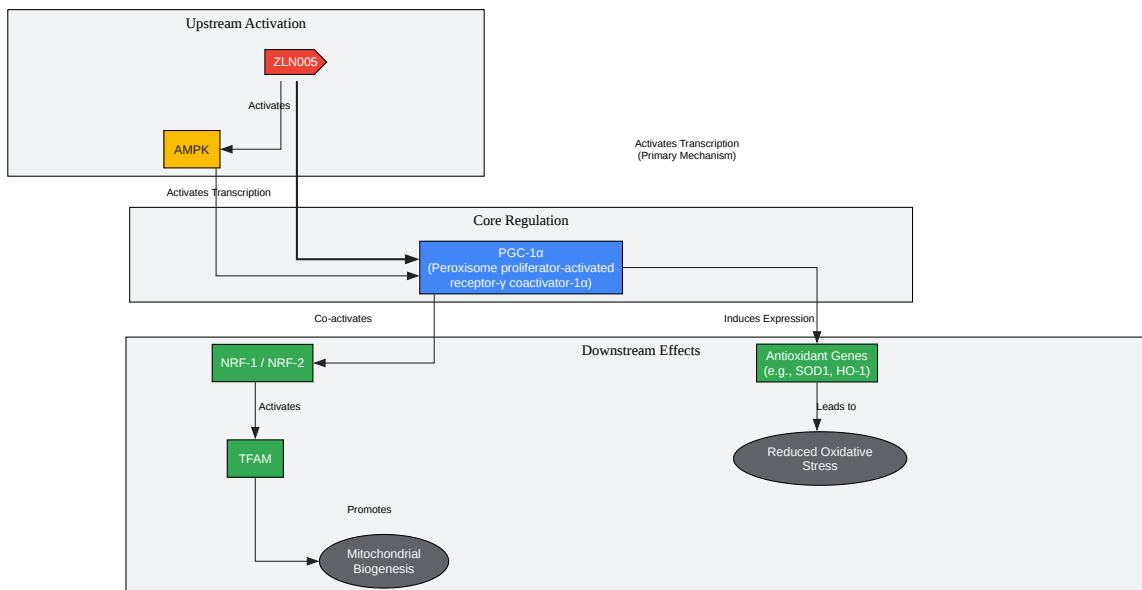 Upstream Activation
ZLN005
Activates
AMPK
Activates Transcription
(Primary Mechanism)
Activates Transcription
Core Regulation
PGC-1α
(Peroxisome proliferator-activated
receptor-γ coactivator-1α)
Co-activates
Induces Expression
Downstream Effects
NRF-1 / NRF-2
Antioxidant Genes
(e.g., SOD1, HO-1)
Activates
Leads to
TFAM
Reduced Oxidative
Stress
Promotes
Mitochondrial
Biogenesis